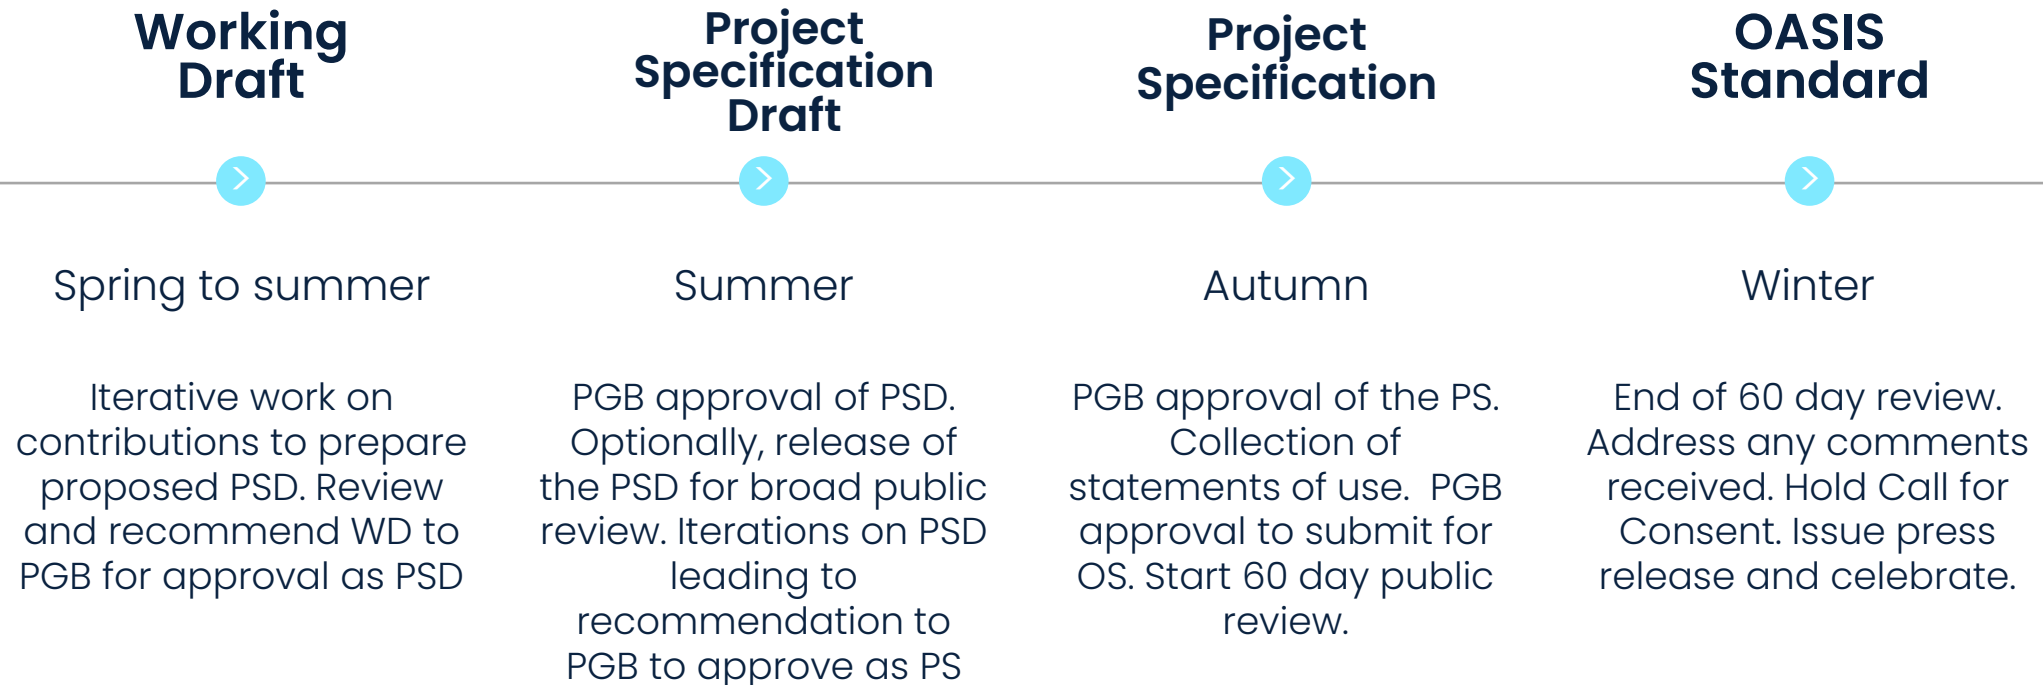 Working
Draft
Spring to summer
Iterative work on
contributions to prepare
proposed PSD. Review
and recommend WD to
PGB for approval as PSD
Project
Specification
Draft
Summer
PGB approval of PSD.
Optionally, release of
the PSD for broad public
review. Iterations on PSD
leading to
recommendation to
PGB to approve as PS
Project
Specification
Autumn
PGB approval of the PS.
Collection of
statements of use.  PGB
approval to submit for
OS. Start 60 day public
review.
OASIS
Standard
Winter
End of 60 day review.
Address any comments
received. Hold Call for
Consent. Issue press
release and celebrate.